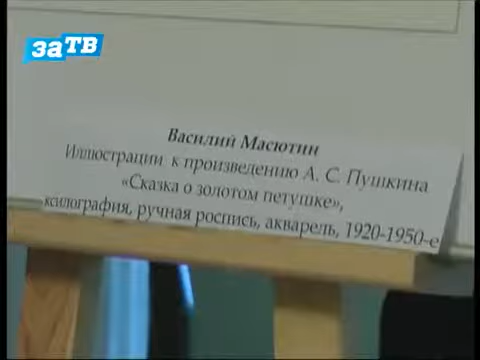 заТВ
Василий Масютин
Иллюстрации к произведению А. С. Пушкина
«Сказка о золотом петушке»,
ксилография, ручная роспись, акварель, 1920-1950-е